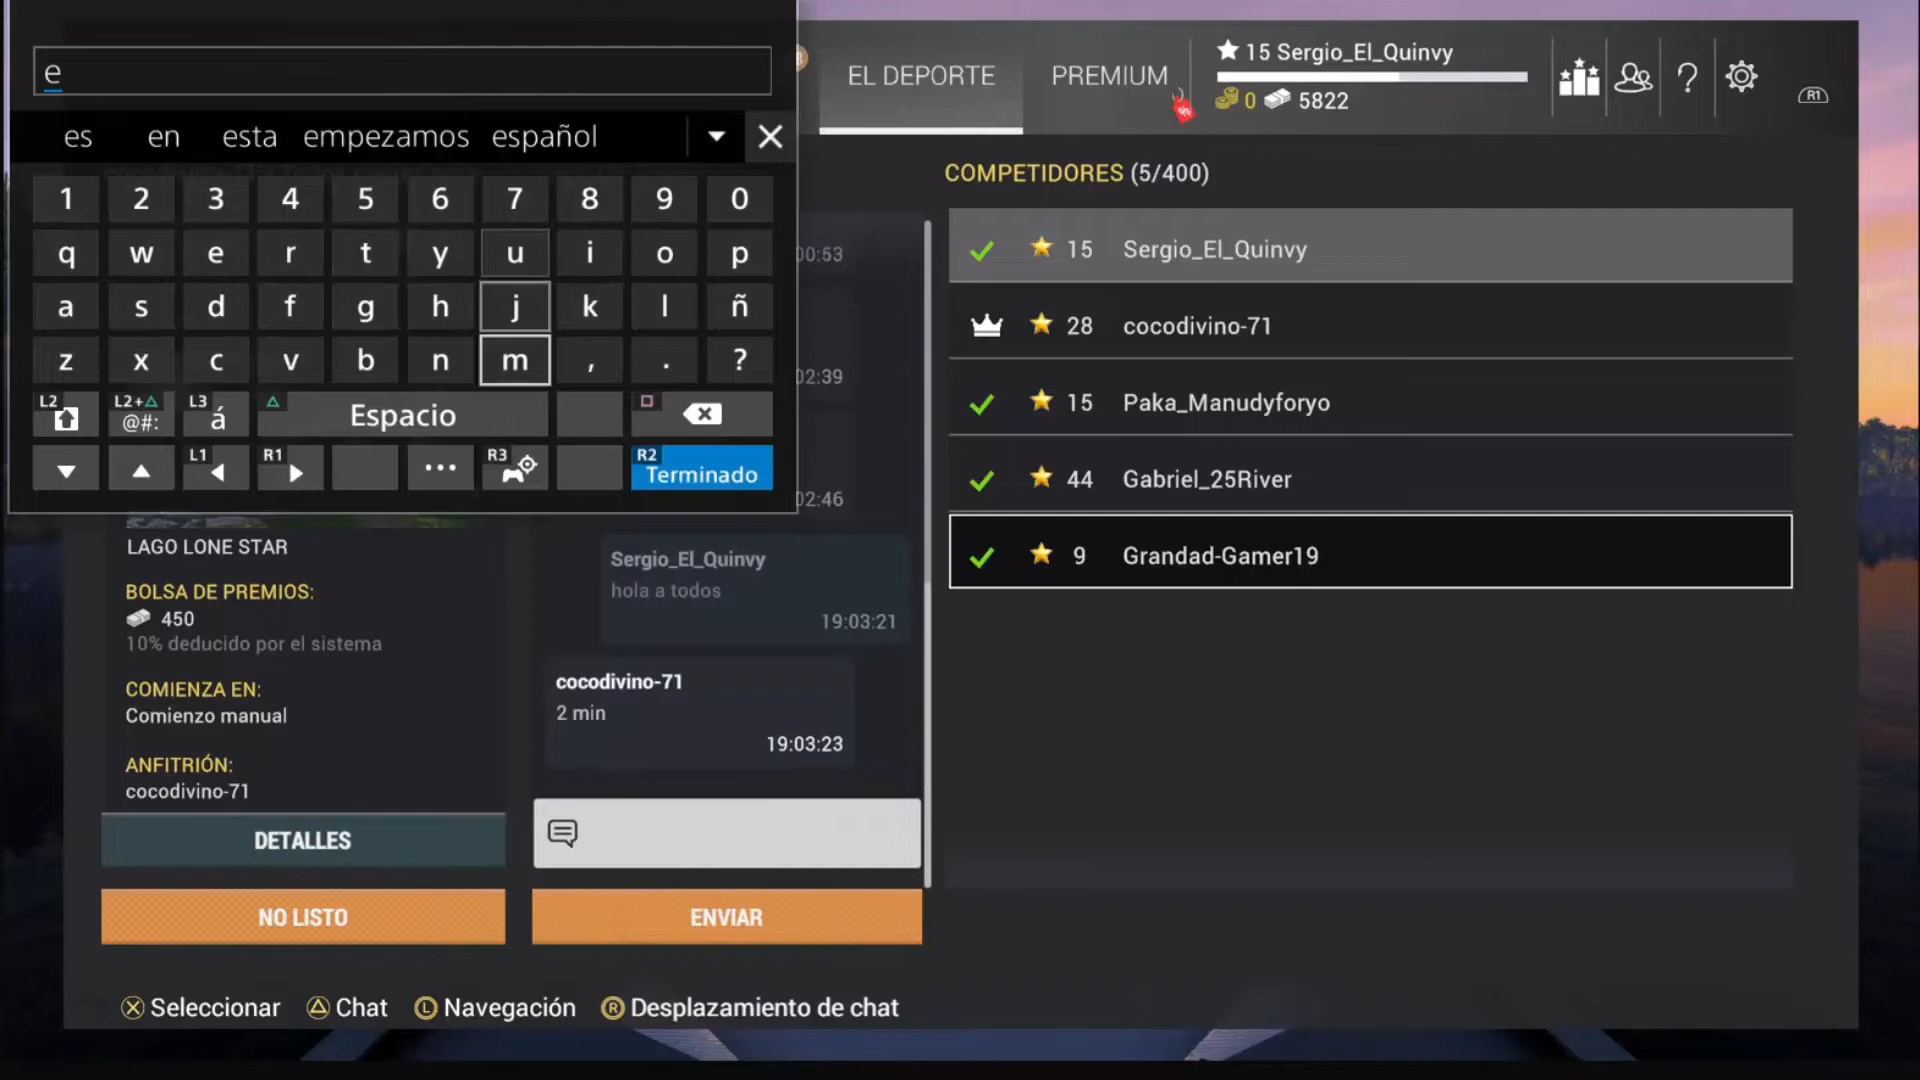 e
es en esta empezamos español
1 2 3 4 5 6 7 8 9 0
q w e r t y u i o p
a s d f g h j k l ñ
z x c v b n m , . ?
L2 L2+△ @#: L3 á △ Espacio
L1 R1 ... R3 R2 Terminado
EL DEPORTE PREMIUM
15 Sergio_El_Quinvy
0 5822
? R1
COMPETIDORES (5/400)
15 Sergio_El_Quinvy
28 cocodivino-71
15 Paka_Manudyforyo
44 Gabriel_25River
9 Grandad-Gamer19
00:53
02:39
02:46
LAGO LONE STAR
BOLSA DE PREMIOS:
450
10% deducido por el sistema
COMIENZA EN:
Comienzo manual
ANFITRIÓN:
cocodivino-71
DETALLES
NO LISTO
Sergio_El_Quinvy
hola a todos
19:03:21
cocodivino-71
2 min
19:03:23
ENVIAR
Seleccionar Chat L Navegación R Desplazamiento de chat